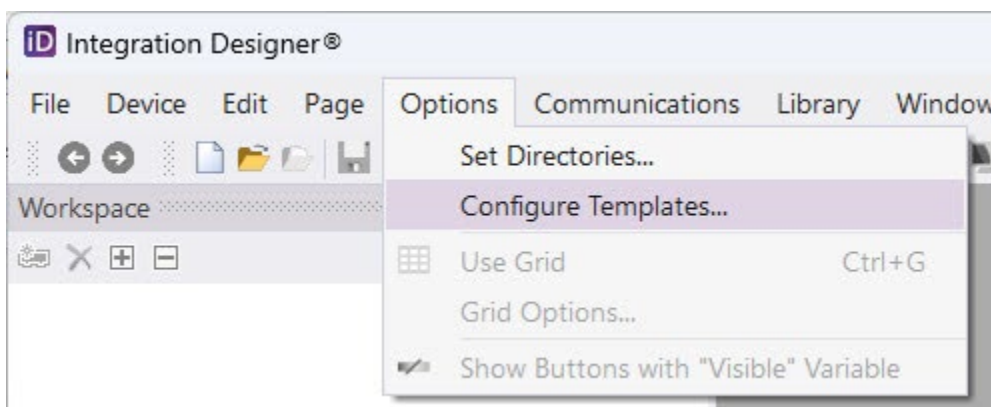 iD Integration Designer®
File Device Edit Page Options Communications Library Window
Set Directories...
Workspace
Configure Templates...
Use Grid Ctrl+G
Grid Options...
Show Buttons with "Visible" Variable